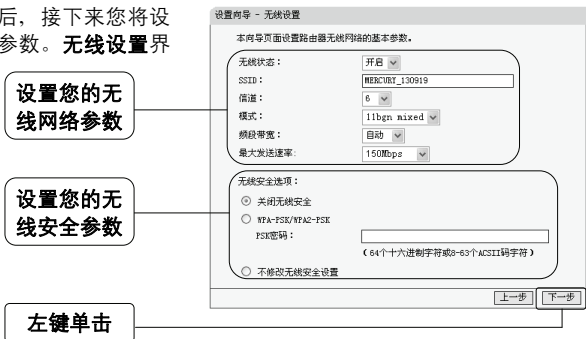 后，接下来您将设
参数。无线设置界
设置您的无
线网络参数
设置您的无
线安全参数
左键单击
设置向导 - 无线设置
本向导页面设置路由器无线网络的基本参数。
无线状态： 开启
SSID： MERCURY_130919
信道： 6
模式： 11bgn mixed
频段带宽： 自动
最大发送速率： 150Mbps
无线安全选项：
关闭无线安全
WPA-PSK/WPA2-PSK
PSK密码：
(64个十六进制字符或8-63个ACSII码字符)
不修改无线安全设置
上一步 下一步